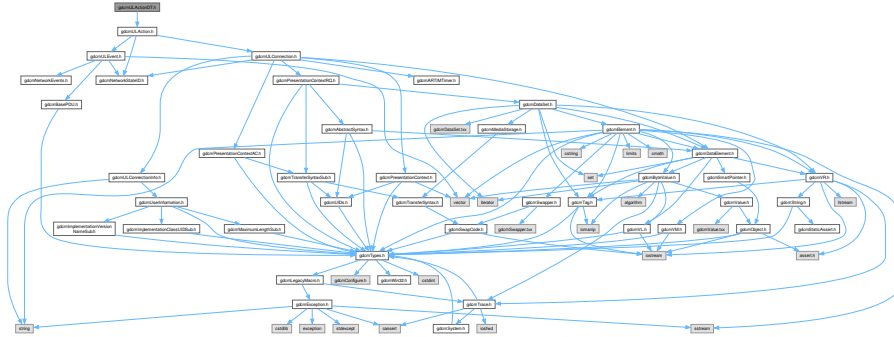 gdcmULActionDT.h
gdcmULAction.h
gdcmULEvent.h
gdcmULConnection.h
gdcmNetworkEvents.h
gdcmNetworkStateID.h
gdcmPresentationContextRQ.h
gdcmARTIMTimer.h
gdcmBasePDU.h
gdcmDataSet.h
gdcmAbstractSyntax.h
gdcmDataSet.txx
gdcmMediaStorage.h
gdcmElement.h
gdcmPresentationContextAC.h
cstring
limits
cmath
gdcmDataElement.h
gdcmULConnectionInfo.h
gdcmTransferSyntaxSub.h
gdcmPresentationContext.h
set
gdcmByteValue.h
gdcmSmartPointer.h
gdcmVR.h
gdcmUserInformation.h
gdcmUIDs.h
gdcmTransferSyntax.h
vector
iterator
gdcmSwapper.h
gdcmTag.h
algorithm
gdcmValue.h
gdcmString.h
fstream
gdcmImplementationVersion
NameSub.h
gdcmImplementationClassUIDSub.h
gdcmMaximumLengthSub.h
gdcmSwapCode.h
gdcmSwapper.txx
iomanip
gdcmVL.h
gdcmVM.h
gdcmValue.txx
gdcmObject.h
gdcmStaticAssert.h
gdcmTypes.h
iostream
assert.h
gdcmLegacyMacro.h
gdcmConfigure.h
gdcmWin32.h
cstdint
gdcmException.h
gdcmTrace.h
string
cstdlib
exception
stdexcept
cassert
gdcmSystem.h
iosfwd
sstream